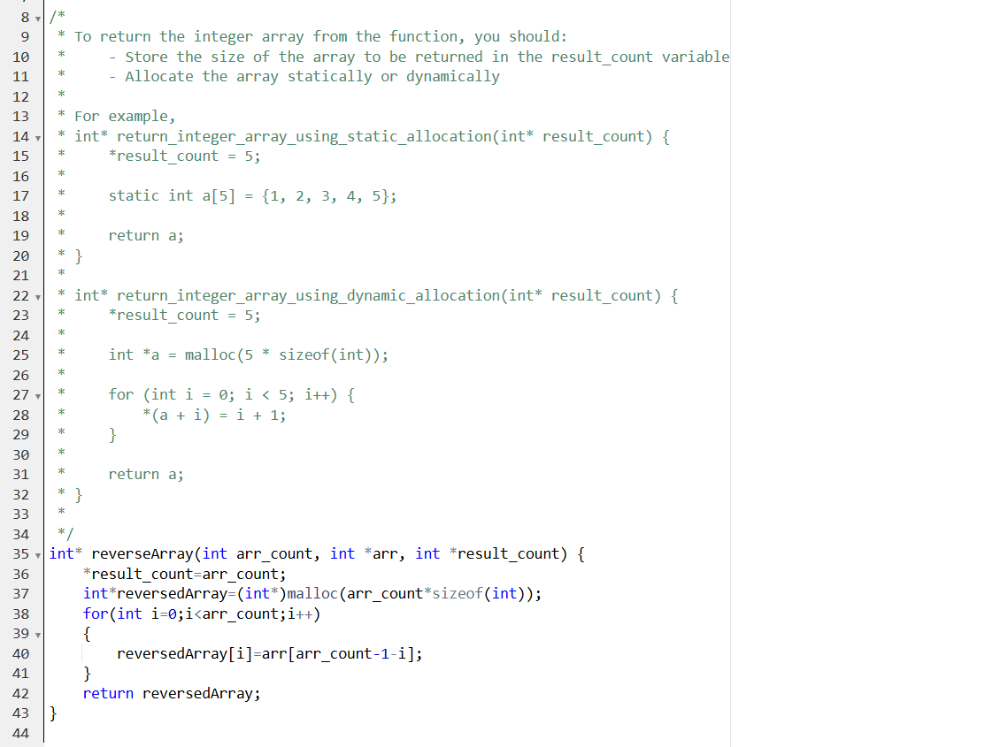 8 /*
9  * To return the integer array from the function, you should:
10  *     - Store the size of the array to be returned in the result_count variable
11  *     - Allocate the array statically or dynamically
12  *
13  * For example,
14  * int* return_integer_array_using_static_allocation(int* result_count) {
15  *     *result_count = 5;
16  *
17  *     static int a[5] = {1, 2, 3, 4, 5};
18  *
19  *     return a;
20  * }
21  *
22  * int* return_integer_array_using_dynamic_allocation(int* result_count) {
23  *     *result_count = 5;
24  *
25  *     int *a = malloc(5 * sizeof(int));
26  *
27  *     for (int i = 0; i < 5; i++) {
28  *         *(a + i) = i + 1;
29  *     }
30  *
31  *     return a;
32  * }
33  *
34  */
35 int* reverseArray(int arr_count, int *arr, int *result_count) {
36     *result_count=arr_count;
37     int*reversedArray=(int*)malloc(arr_count*sizeof(int));
38     for(int i=0;i<arr_count;i++)
39     {
40         reversedArray[i]=arr[arr_count-1-i];
41     }
42     return reversedArray;
43 }
44